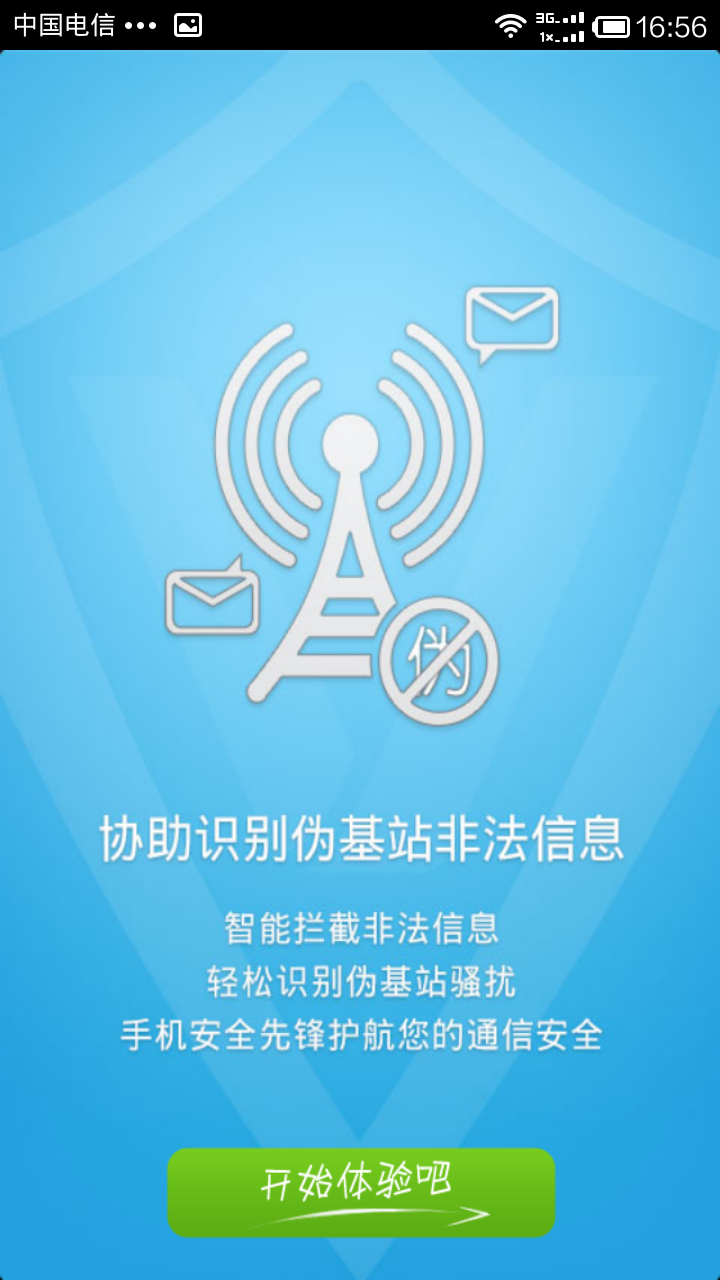 中国电信 ••• 3G 1x 16:56
伪
协助识别伪基站非法信息
智能拦截非法信息
轻松识别伪基站骚扰
手机安全先锋护航您的通信安全
开始体验吧